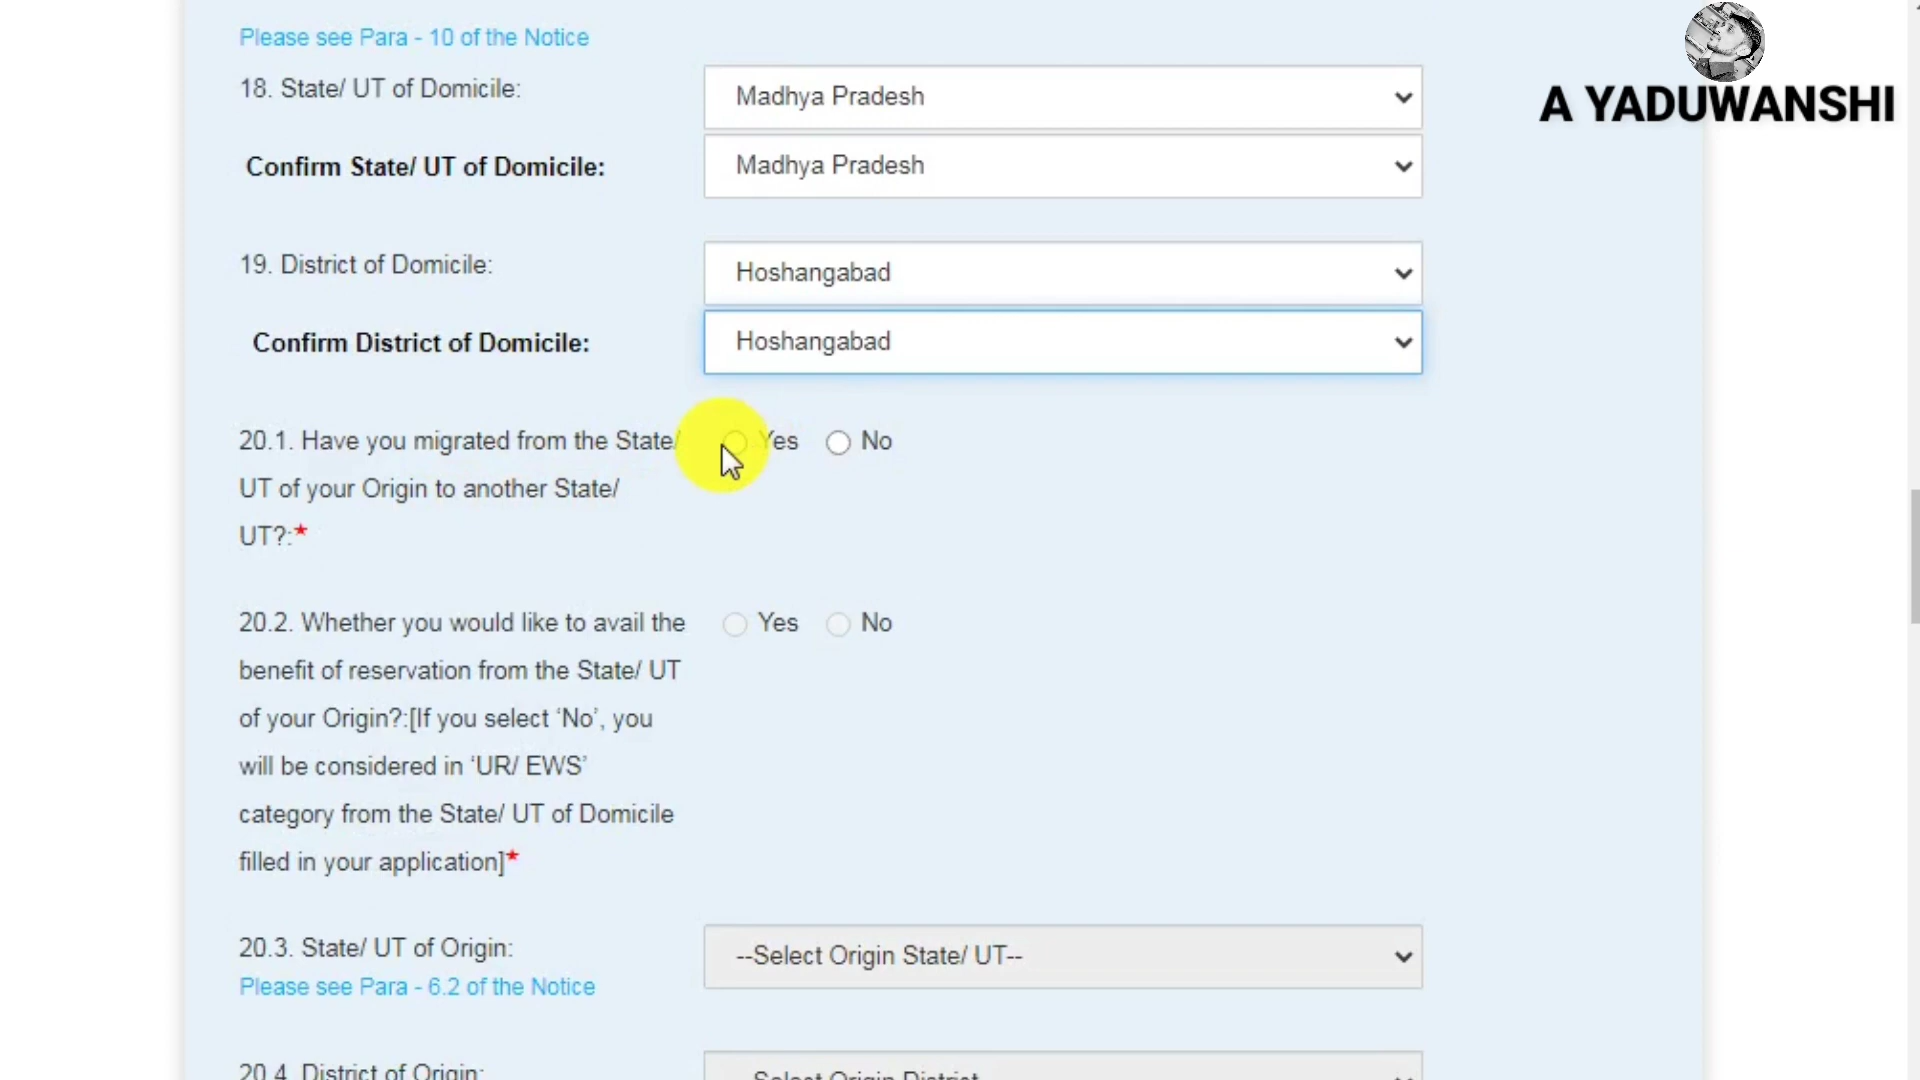 Please see Para - 10 of the Notice
18. State/ UT of Domicile:
Madhya Pradesh
A YADUWANSHI
Confirm State/ UT of Domicile:
Madhya Pradesh
19. District of Domicile:
Hoshangabad
Confirm District of Domicile:
Hoshangabad
20.1. Have you migrated from the State/
Yes No
UT of your Origin to another State/
UT?:*
20.2. Whether you would like to avail the
Yes No
benefit of reservation from the State/ UT
of your Origin?:[If you select ‘No’, you
will be considered in ‘UR/ EWS’
category from the State/ UT of Domicile
filled in your application]*
20.3. State/ UT of Origin:
--Select Origin State/ UT--
Please see Para - 6.2 of the Notice
20.4. District of Origin:
Select Origin District